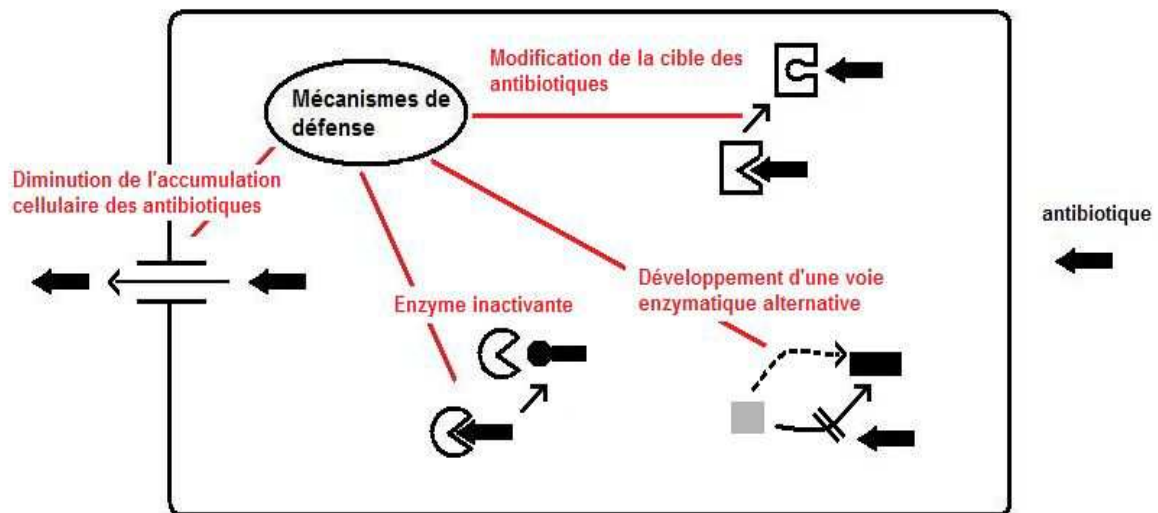 Modification de la cible des
antibiotiques
Mécanismes de
défense
Diminution de l'accumulation
cellulaire des antibiotiques
antibiotique
Développement d'une voie
enzymatique alternative
Enzyme inactivante